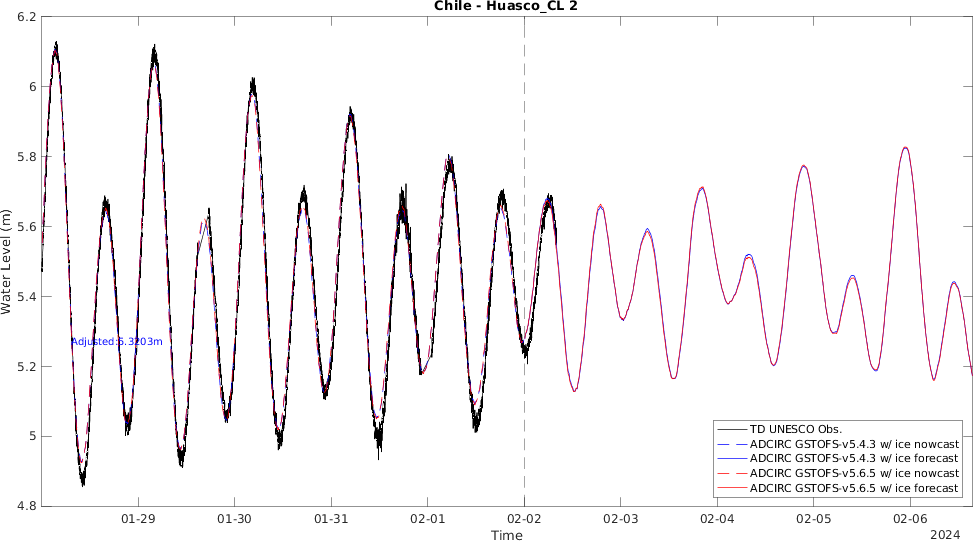 Chile - Huasco_CL 2
6.2
6
5.8
5.6
5.4
5.2
5
4.8
Water Level (m)
Adjusted:5.3203m
TD UNESCO Obs.
ADCIRC GSTOFS-v5.4.3 w/ ice nowcast
ADCIRC GSTOFS-v5.4.3 w/ ice forecast
ADCIRC GSTOFS-v5.6.5 w/ ice nowcast
ADCIRC GSTOFS-v5.6.5 w/ ice forecast
01-29 01-30 01-31 02-01 02-02 02-03 02-04 02-05 02-06
Time
2024